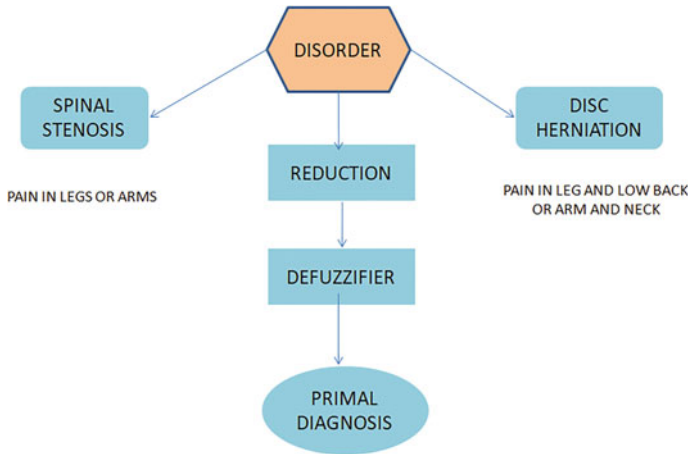 DISORDER
SPINAL
STENOSIS
DISC
HERNIATION
PAIN IN LEGS OR ARMS
PAIN IN LEG AND LOW BACK
OR ARM AND NECK
REDUCTION
DEFUZZIFIER
PRIMAL
DIAGNOSIS